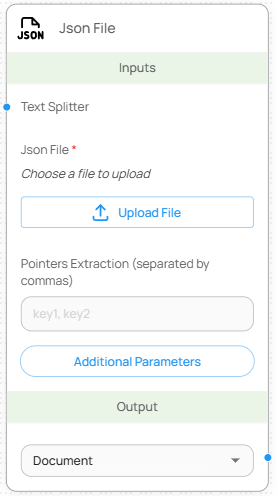 JSON
Json File
Inputs
Text Splitter
Json File *
Choose a file to upload
Upload File
Pointers Extraction (separated by
commas)
key1, key2
Additional Parameters
Output
Document